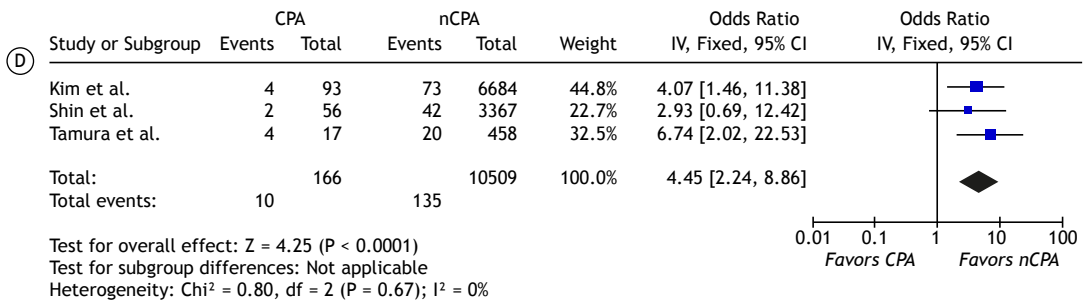 CPA nCPA Odds Ratio Odds Ratio
Study or Subgroup Events Total Events Total Weight IV, Fixed, 95% CI IV, Fixed, 95% CI
D
Kim et al. 4 93 73 6684 44.8% 4.07 [1.46, 11.38]
Shin et al. 2 56 42 3367 22.7% 2.93 [0.69, 12.42]
Tamura et al. 4 17 20 458 32.5% 6.74 [2.02, 22.53]
Total: 166 10509 100.0% 4.45 [2.24, 8.86]
Total events: 10 135
0.01 0.1 1 10 100
Favors CPA Favors nCPA
Test for overall effect: Z = 4.25 (P < 0.0001)
Test for subgroup differences: Not applicable
Heterogeneity: Chi² = 0.80, df = 2 (P = 0.67); I² = 0%